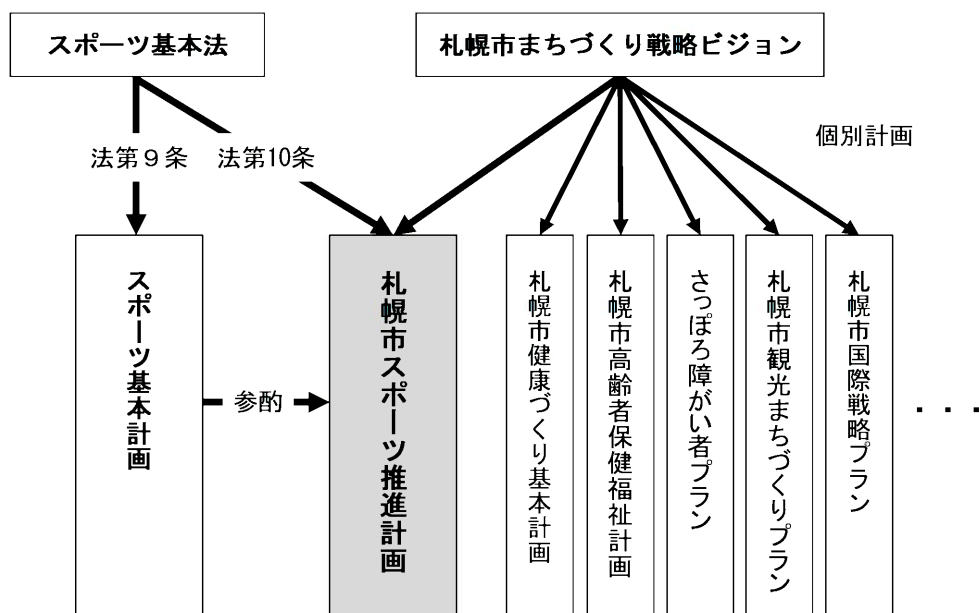 スポーツ基本法
札幌市まちづくり戦略ビジョン
法第９条
法第10条
個別計画
スポーツ基本計画
参酌
札幌市スポーツ推進計画
札幌市健康づくり基本計画
札幌市高齢者保健福祉計画
さっぽろ障がい者プラン
札幌市観光まちづくりプラン
札幌市国際戦略プラン
・・・